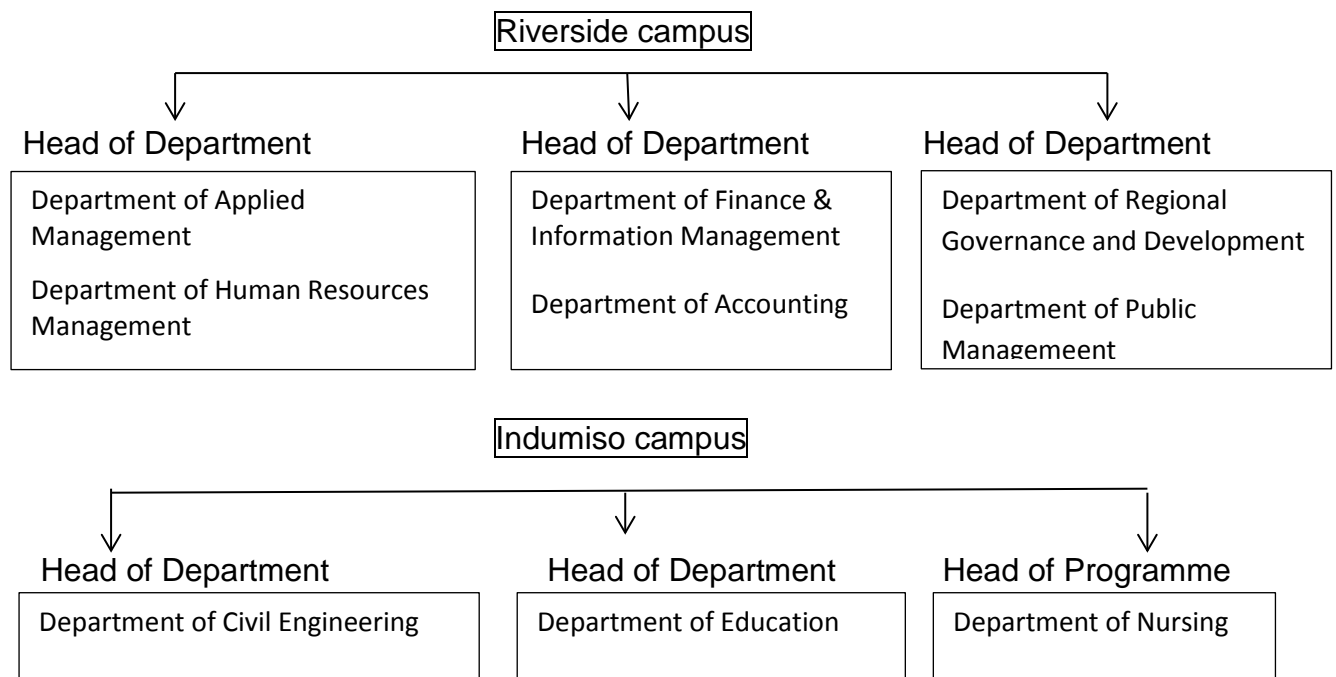 Riverside campus
Head of Department
Head of Department
Head of Department
Department of Applied
Management
Department of Human Resources
Management
Department of Finance &
Information Management
Department of Accounting
Department of Regional
Governance and Development
Department of Public
Managemeent
Indumiso campus
Head of Department
Head of Department
Head of Programme
Department of Civil Engineering
Department of Education
Department of Nursing